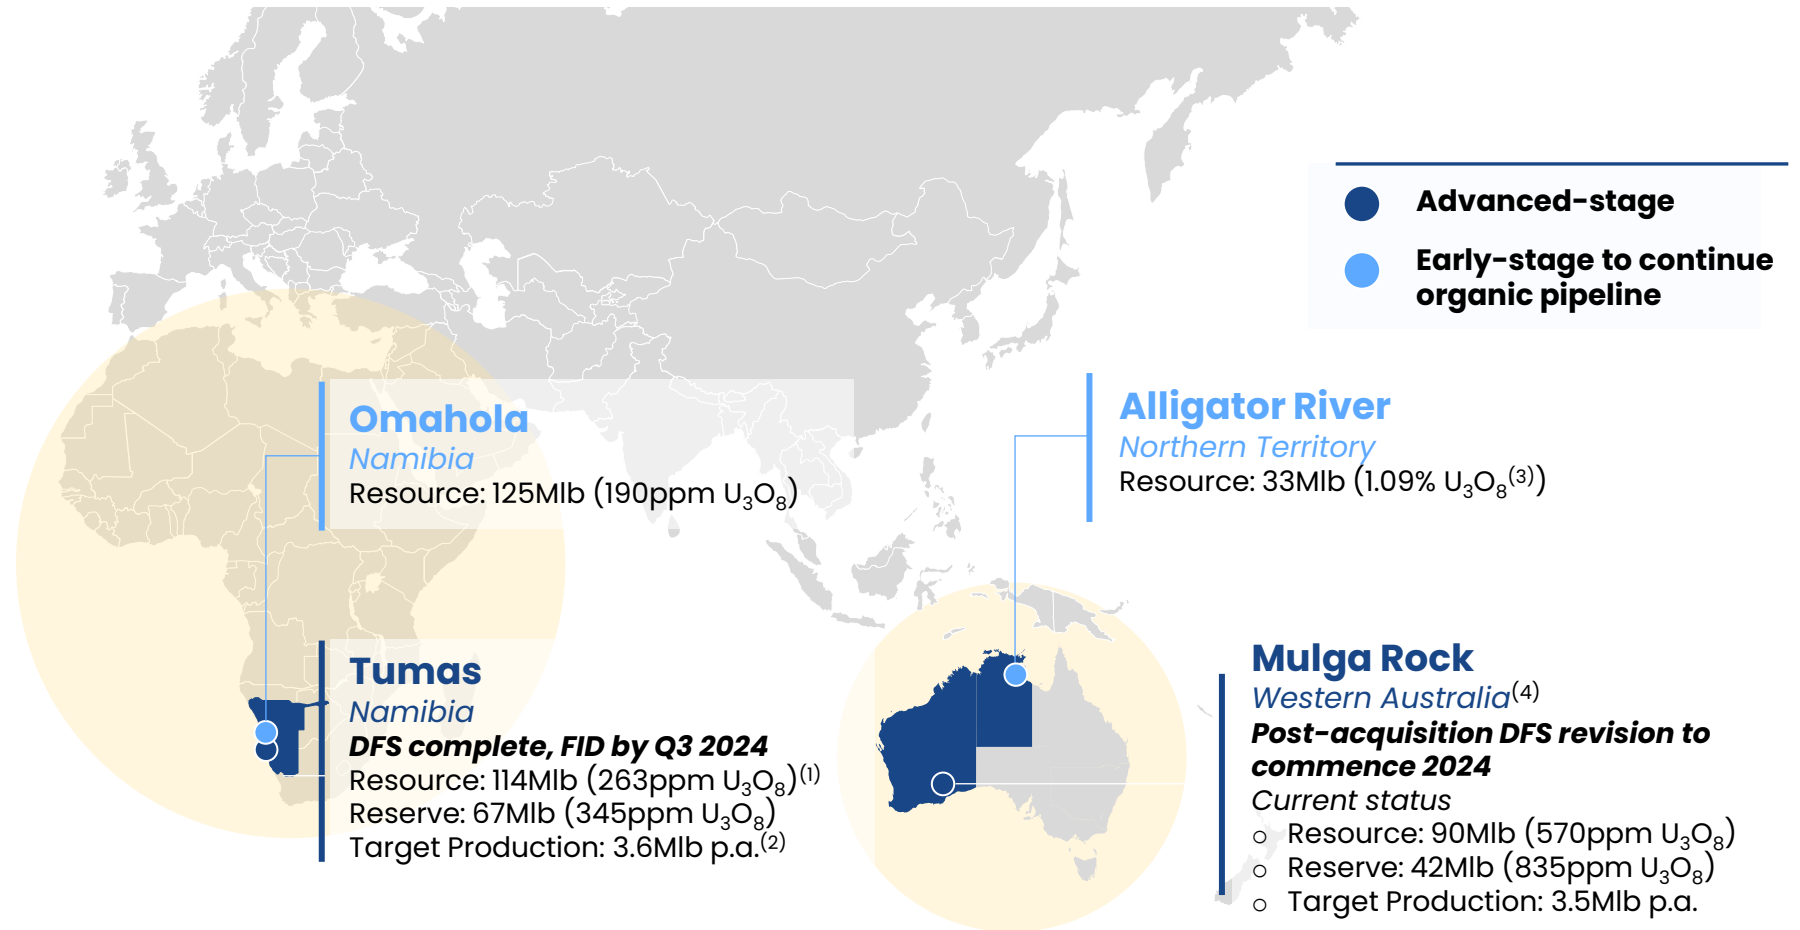 Advanced-stage
Early-stage to continue
organic pipeline
Omahola
Namibia
Resource: 125Mlb (190ppm U₃O₈)
Alligator River
Northern Territory
Resource: 33Mlb (1.09% U₃O₈⁽³⁾)
Tumas
Namibia
DFS complete, FID by Q3 2024
Resource: 114Mlb (263ppm U₃O₈)⁽¹⁾
Reserve: 67Mlb (345ppm U₃O₈)
Target Production: 3.6Mlb p.a.⁽²⁾
Mulga Rock
Western Australia⁽⁴⁾
Post-acquisition DFS revision to
commence 2024
Current status
o Resource: 90Mlb (570ppm U₃O₈)
o Reserve: 42Mlb (835ppm U₃O₈)
o Target Production: 3.5Mlb p.a.